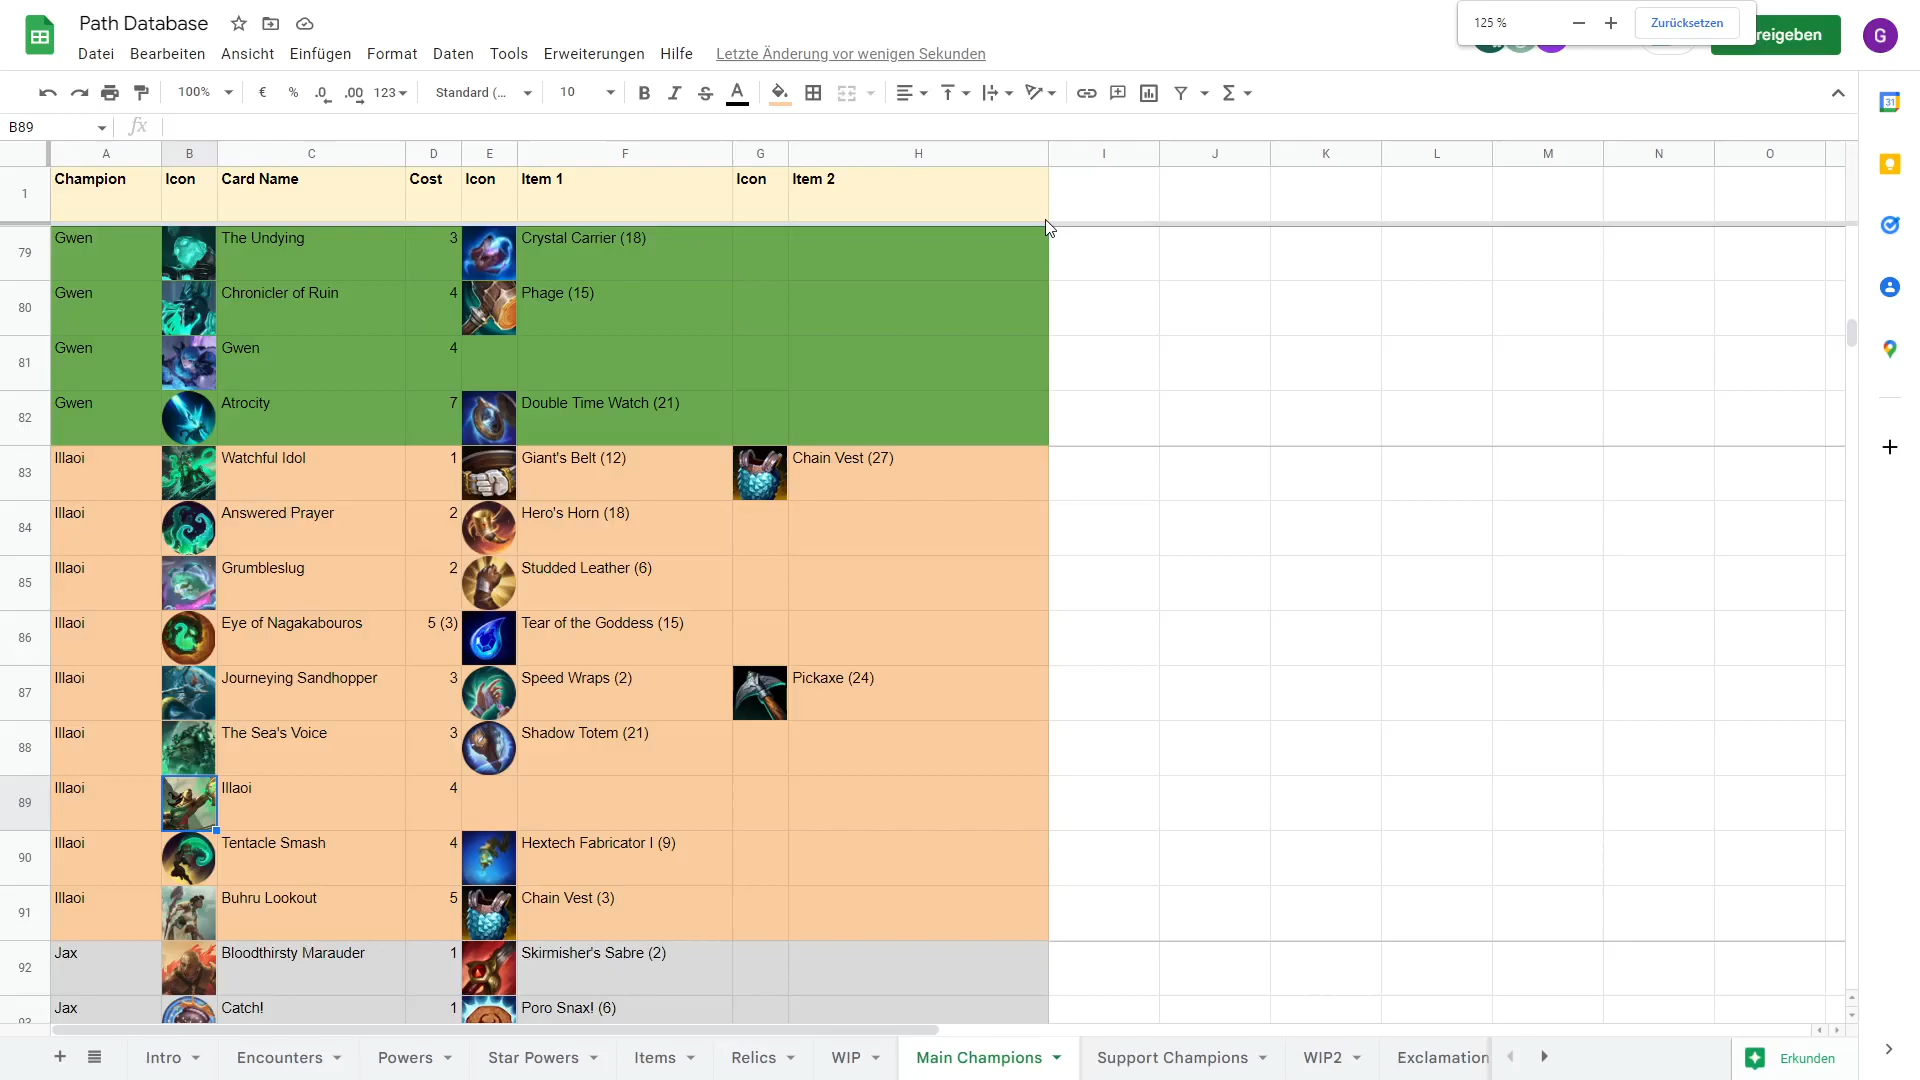 Path Database
125 %
Zurücksetzen
eigeben
G
Datei Bearbeiten Ansicht Einfügen Format Daten Tools Erweiterungen Hilfe Letzte Änderung vor wenigen Sekunden
100% € % .0 .00 123 Standard (... 10 B I S A
B89 fx
A B C D E F G H I J K L M N O
1 Champion Icon Card Name Cost Icon Item 1 Icon Item 2
79 Gwen The Undying 3 Crystal Carrier (18)
80 Gwen Chronicler of Ruin 4 Phage (15)
81 Gwen Gwen 4
82 Gwen Atrocity 7 Double Time Watch (21)
83 Illaoi Watchful Idol 1 Giant's Belt (12) Chain Vest (27)
84 Illaoi Answered Prayer 2 Hero's Horn (18)
85 Illaoi Grumbleslug 2 Studded Leather (6)
86 Illaoi Eye of Nagakabouros 5 (3) Tear of the Goddess (15)
87 Illaoi Journeying Sandhopper 3 Speed Wraps (2) Pickaxe (24)
88 Illaoi The Sea's Voice 3 Shadow Totem (21)
89 Illaoi Illaoi 4
90 Illaoi Tentacle Smash 4 Hextech Fabricator I (9)
91 Illaoi Buhru Lookout 5 Chain Vest (3)
92 Jax Bloodthirsty Marauder 1 Skirmisher's Sabre (2)
93 Jax Catch! 1 Poro Snax! (6)
Intro Encounters Powers Star Powers Items Relics WIP Main Champions Support Champions WIP2 Exclamation Erkunden